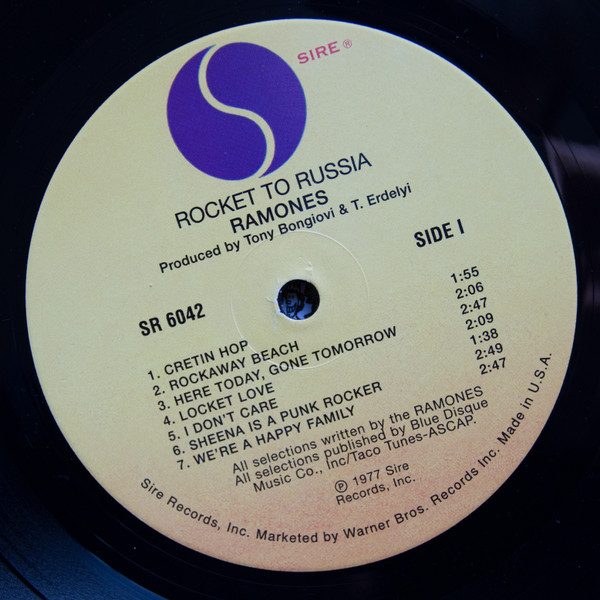 SIRE ®
ROCKET TO RUSSIA
RAMONES
Produced by Tony Bongiovi & T. Erdelyi
SIDE I
SR 6042
1. CRETIN HOP 1:55
2. ROCKAWAY BEACH 2:06
3. HERE TODAY, GONE TOMORROW 2:47
4. LOCKET LOVE 2:09
5. I DON'T CARE 1:38
6. SHEENA IS A PUNK ROCKER 2:49
7. WE'RE A HAPPY FAMILY 2:47
All selections written by the RAMONES
All selections published by Blue Disque
Music Co., Inc/Taco Tunes-ASCAP.
℗ 1977 Sire
Records, Inc.
Sire Records, Inc. Marketed by Warner Bros. Records Inc. Made in U.S.A.